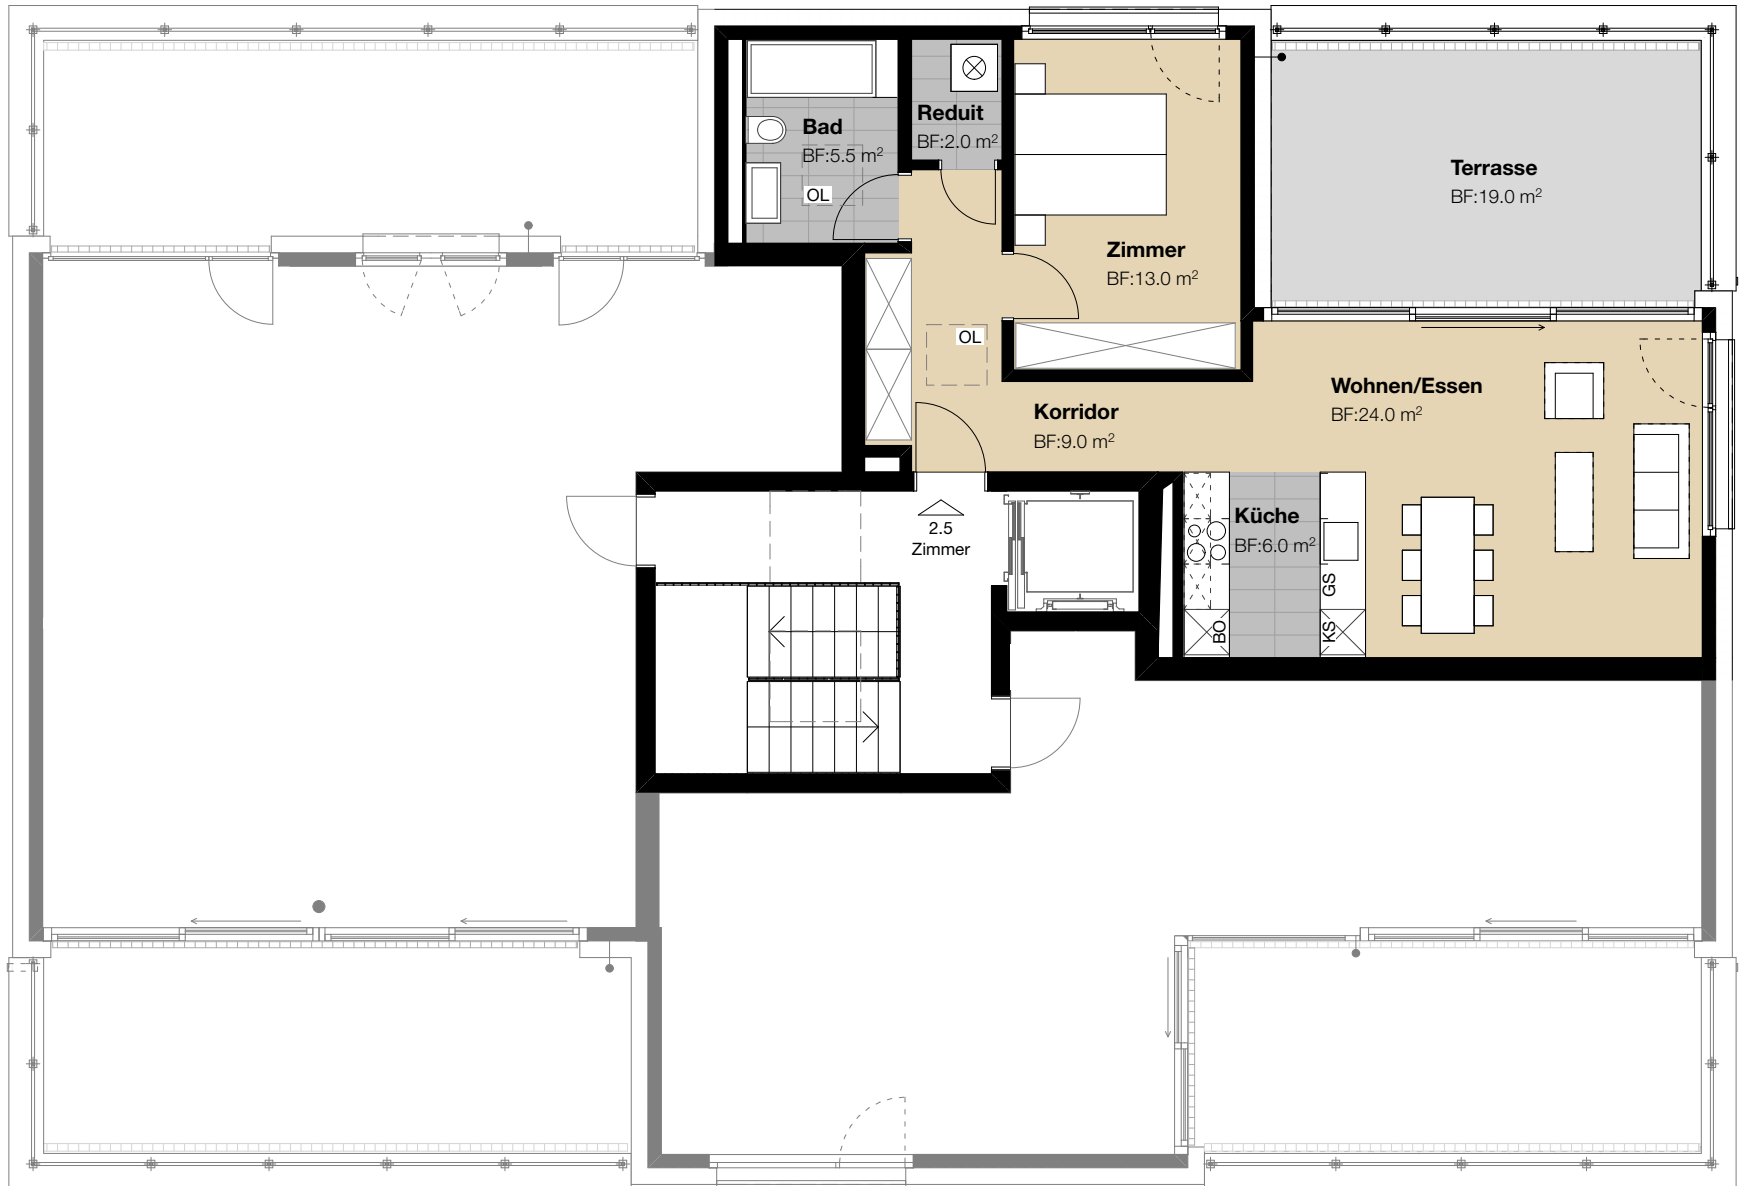 Bad
BF:5.5 m²
OL
Reduit
BF:2.0 m²
Zimmer
BF:13.0 m²
Terrasse
BF:19.0 m²
OL
Korridor
BF:9.0 m²
Wohnen/Essen
BF:24.0 m²
2.5
Zimmer
Küche
BF:6.0 m²
GS
BO
KS